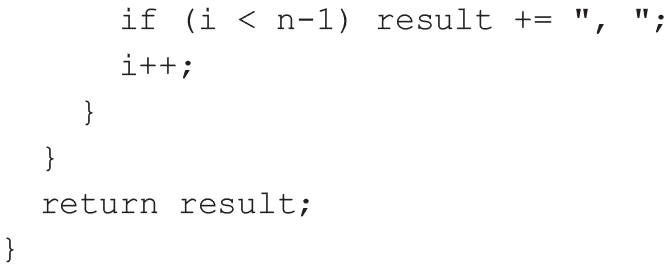 if (i < n-1) result += ", ";
      i++;
    }
  }
  return result;
}